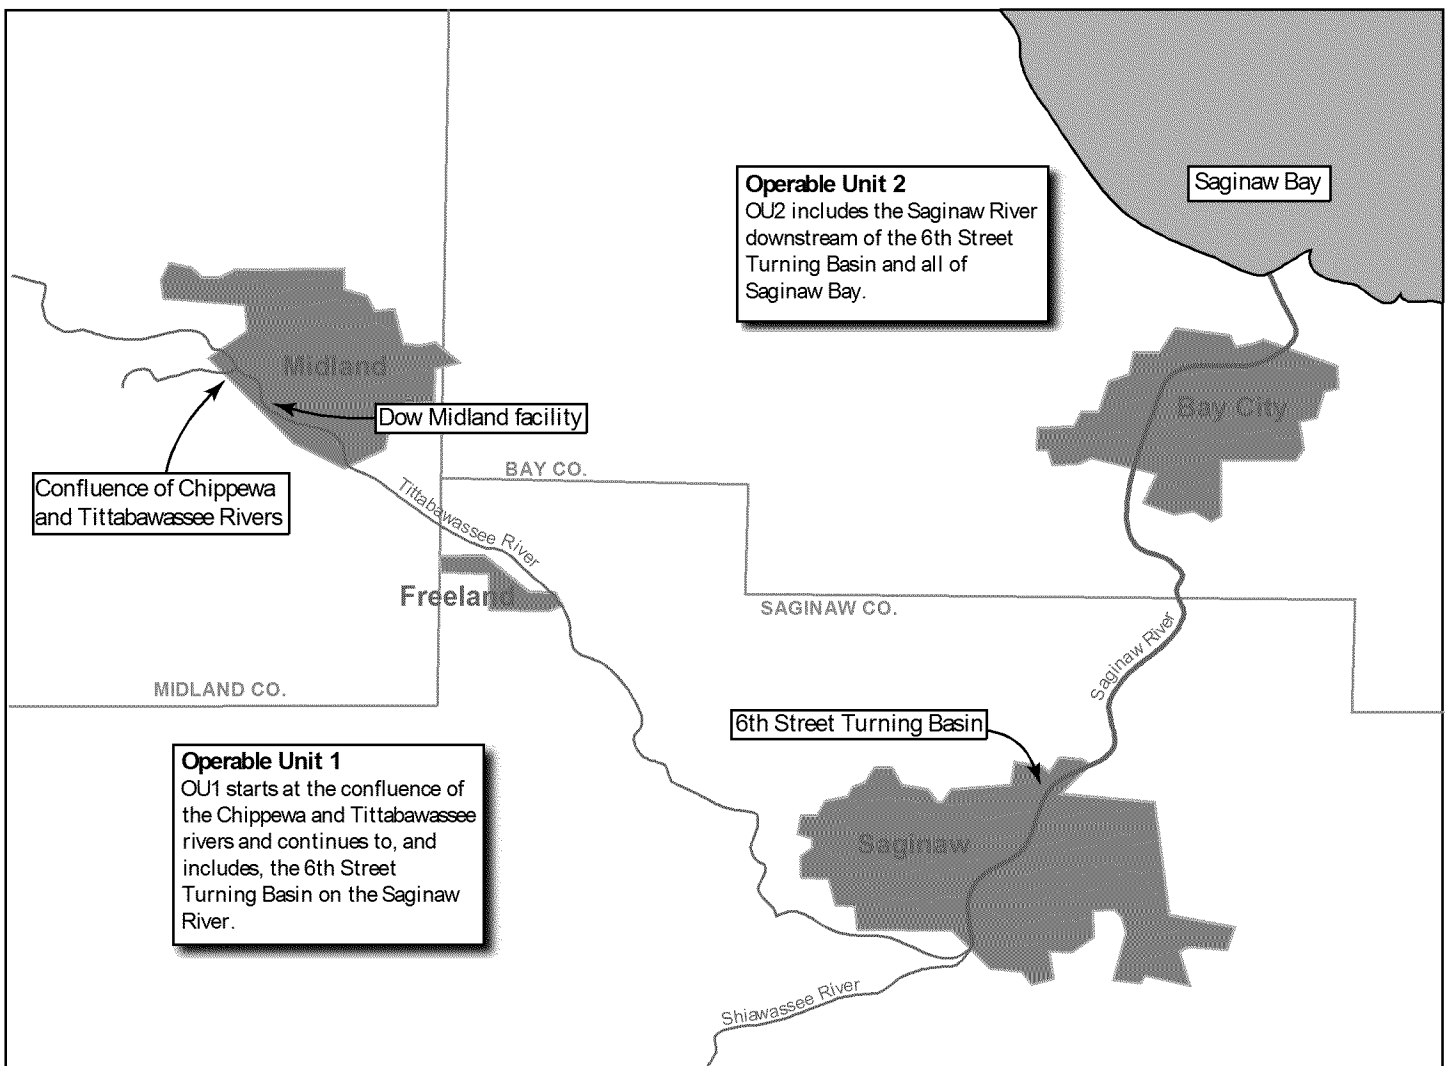 Saginaw Bay
Operable Unit 2
OU2 includes the Saginaw River
downstream of the 6th Street
Turning Basin and all of
Saginaw Bay.
Midland
Bay City
Dow Midland facility
Confluence of Chippewa
and Tittabawassee Rivers
BAY CO.
Tittabawassee River
Freeland
SAGINAW CO.
Saginaw River
MIDLAND CO.
6th Street Turning Basin
Operable Unit 1
OU1 starts at the confluence of
the Chippewa and Tittabawassee
rivers and continues to, and
includes, the 6th Street
Turning Basin on the Saginaw
River.
Saginaw
Shiawassee River